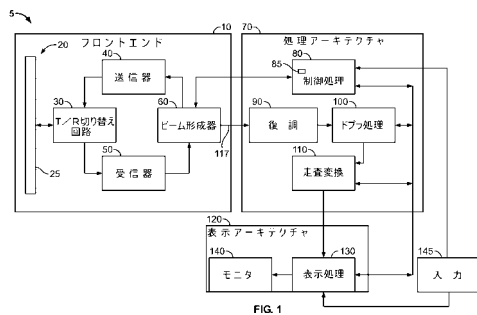 5
10
フロントエンド
20
40
送信器
30
T/R切り替え
回路
60
ビーム形成器
50
受信器
25
117
70
処理アーキテクチャ
80
85
制御処理
90
復調
100
ドプラ処理
110
走査変換
120
表示アーキテクチャ
140
モニタ
130
表示処理
145
入力
FIG. 1